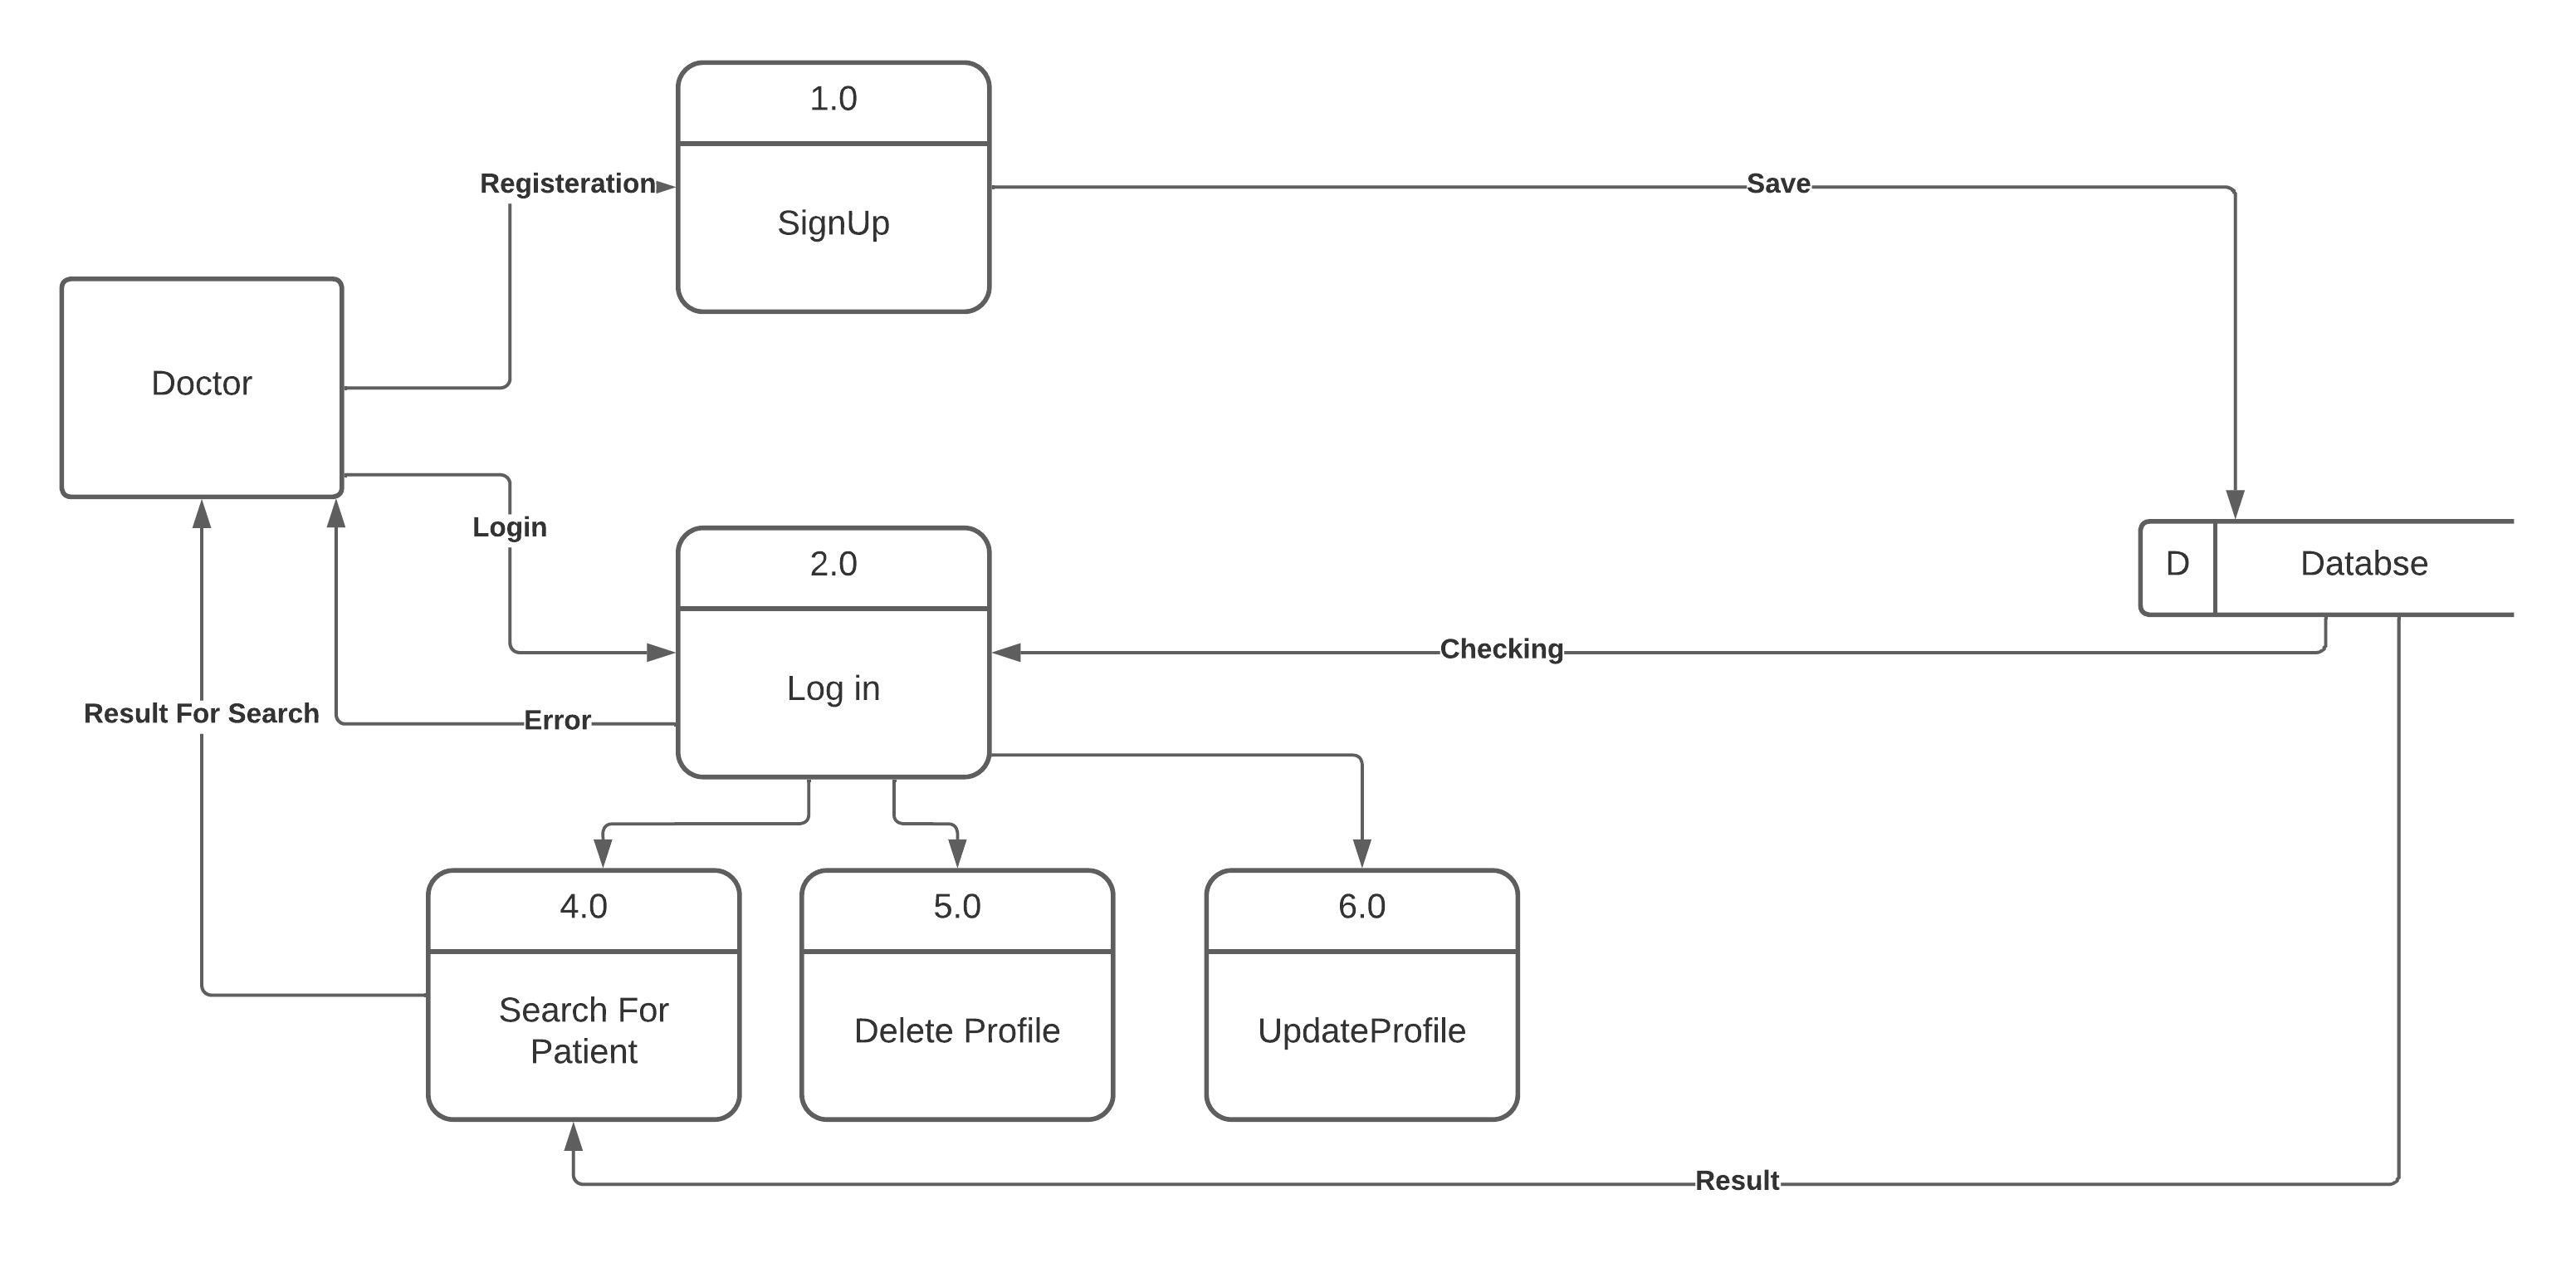 1.0
Registeration
Save
SignUp
Doctor
Login
2.0
D
Databse
Checking
Log in
Result For Search
Error
4.0
5.0
6.0
Search For
Patient
Delete Profile
UpdateProfile
Result